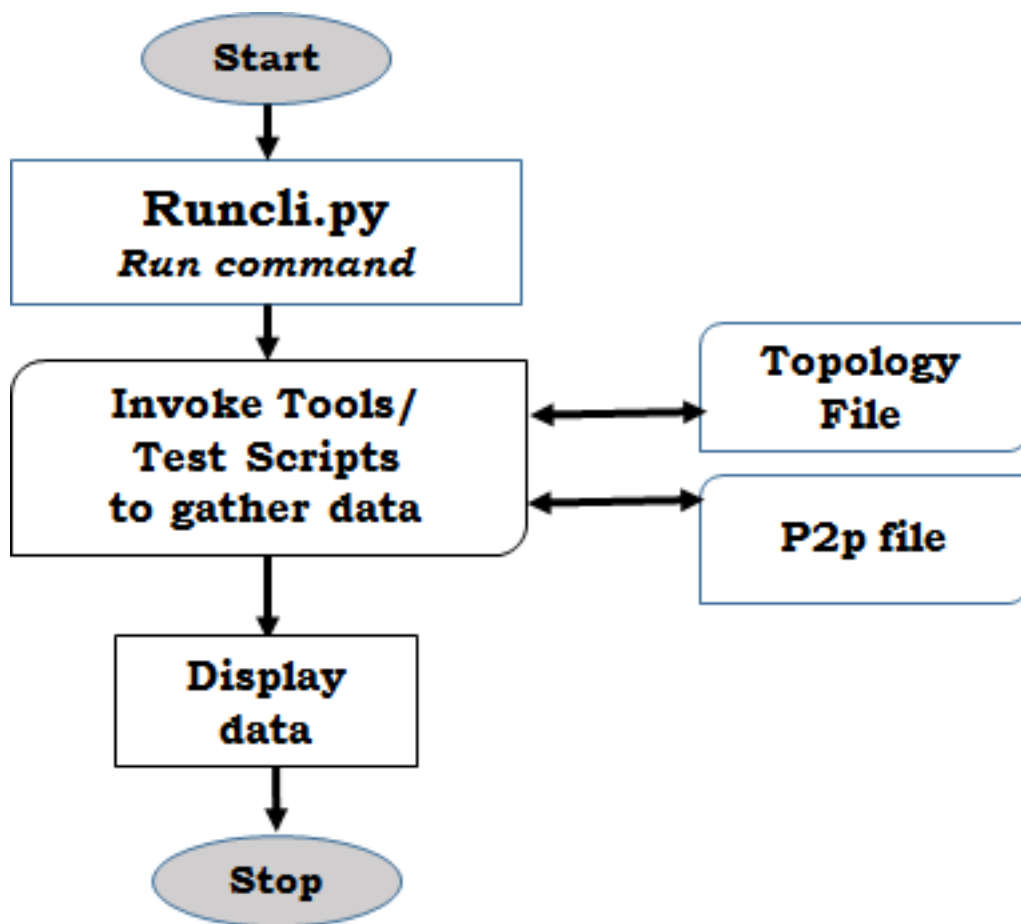 Start
Runcli.py
Run command
Invoke Tools/
Test Scripts
to gather data
Topology
File
P2p file
Display
data
Stop